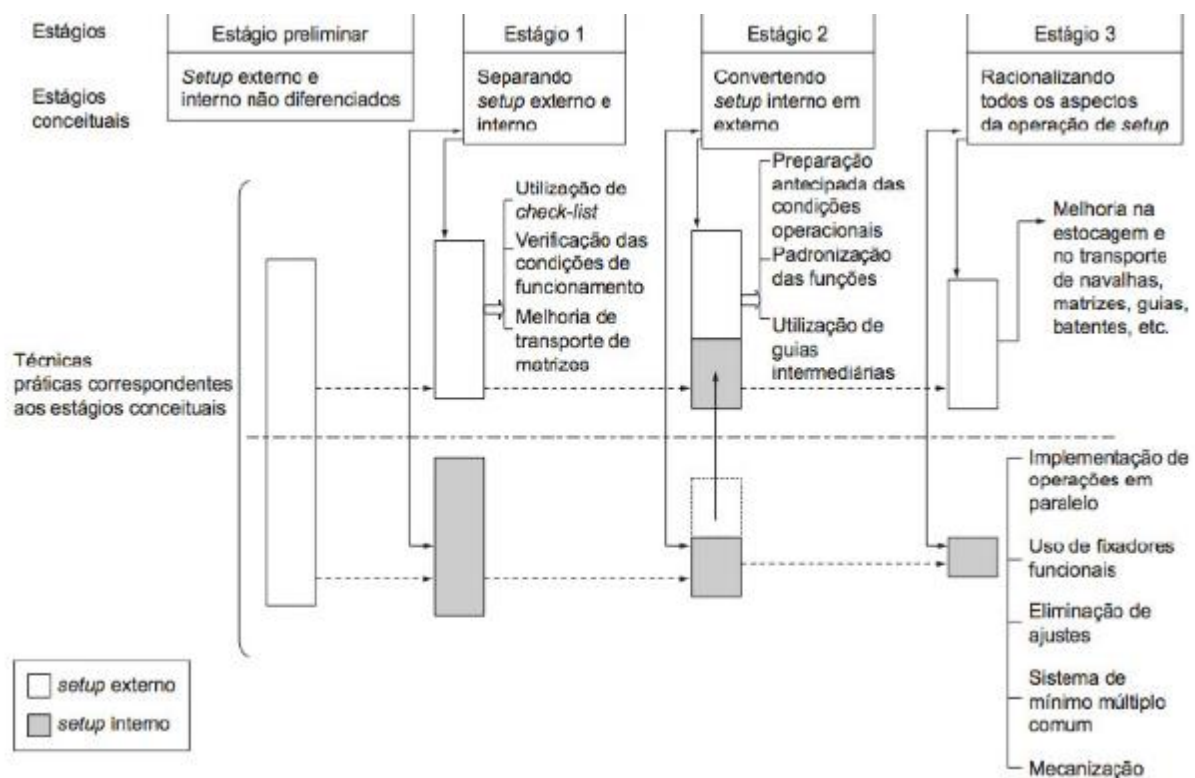 Estágios
Estágio preliminar
Estágio 1
Estágio 2
Estágio 3
Estágios
conceituais
Setup externo e
interno não diferenciados
Separando
setup externo e
interno
Convertendo
setup interno em
externo
Racionalizando
todos os aspectos
da operação de setup
Técnicas
práticas correspondentes
aos estágios conceituais
Utilização de
check-list
Verificação das
condições de
funcionamento
Melhoria de
transporte de
matrizes
Preparação
antecipada das
condições
operacionais
Padronização
das funções
Utilização de
guias
intermediárias
Melhoria na
estocagem e
no transporte
de navalhas,
matrizes, guias,
batentes, etc.
Implementação de
operações em
paralelo
Uso de fixadores
funcionais
Eliminação de
ajustes
Sistema de
mínimo múltiplo
comum
Mecanização
setup externo
setup interno